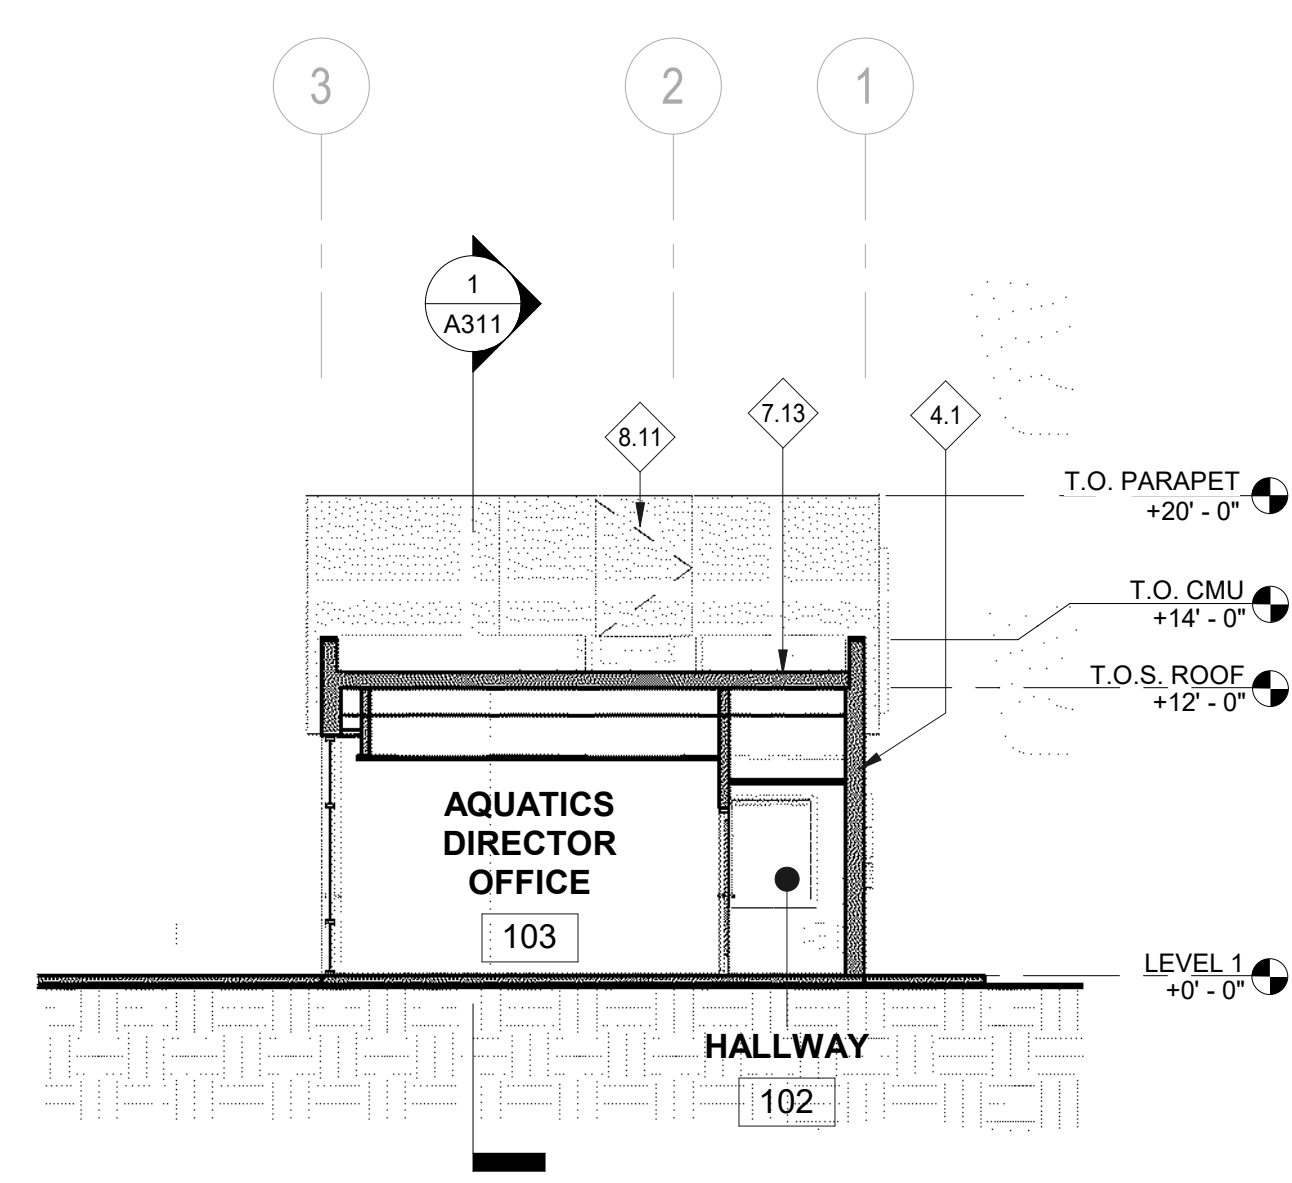 3
2
1
1
A311
8.11
7.13
4.1
T.O. PARAPET
+20' - 0"
T.O. CMU
+14' - 0"
T.O.S. ROOF
+12' - 0"
AQUATICS
DIRECTOR
OFFICE
103
LEVEL 1
+0' - 0"
HALLWAY
102